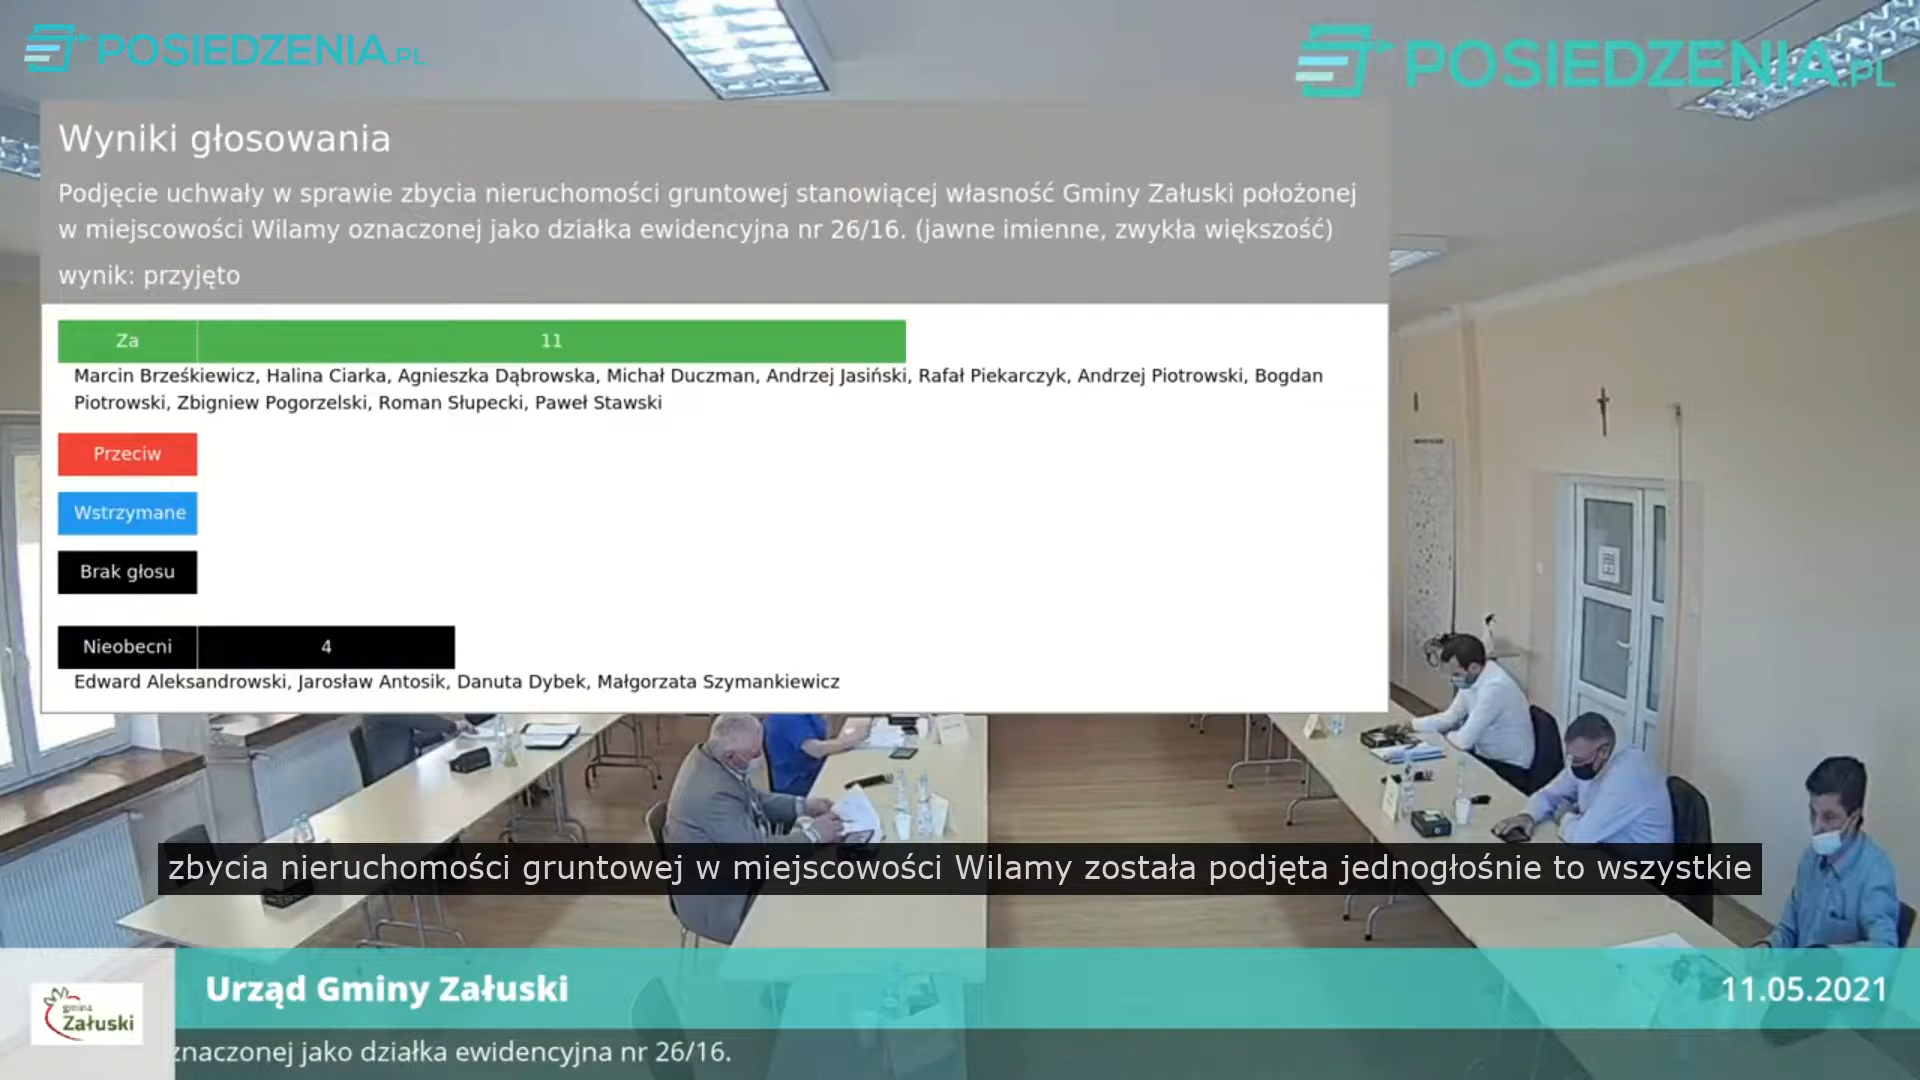 POSIEDZENIA.PL
POSIEDZENIA.PL
Wyniki głosowania
Podjęcie uchwały w sprawie zbycia nieruchomości gruntowej stanowiącej własność Gminy Załuski położonej
w miejscowości Wilamy oznaczonej jako działka ewidencyjna nr 26/16. (jawne imienne, zwykła większość)
wynik: przyjęto
Za 11
Marcin Brześkiewicz, Halina Ciarka, Agnieszka Dąbrowska, Michał Duczman, Andrzej Jasiński, Rafał Piekarczyk, Andrzej Piotrowski, Bogdan
Piotrowski, Zbigniew Pogorzelski, Roman Słupecki, Paweł Stawski
Przeciw
Wstrzymane
Brak głosu
Nieobecni 4
Edward Aleksandrowski, Jarosław Antosik, Danuta Dybek, Małgorzata Szymankiewicz
zbycia nieruchomości gruntowej w miejscowości Wilamy została podjęta jednogłośnie to wszystkie
gmina
Załuski
Urząd Gminy Załuski
11.05.2021
znaczonej jako działka ewidencyjna nr 26/16.